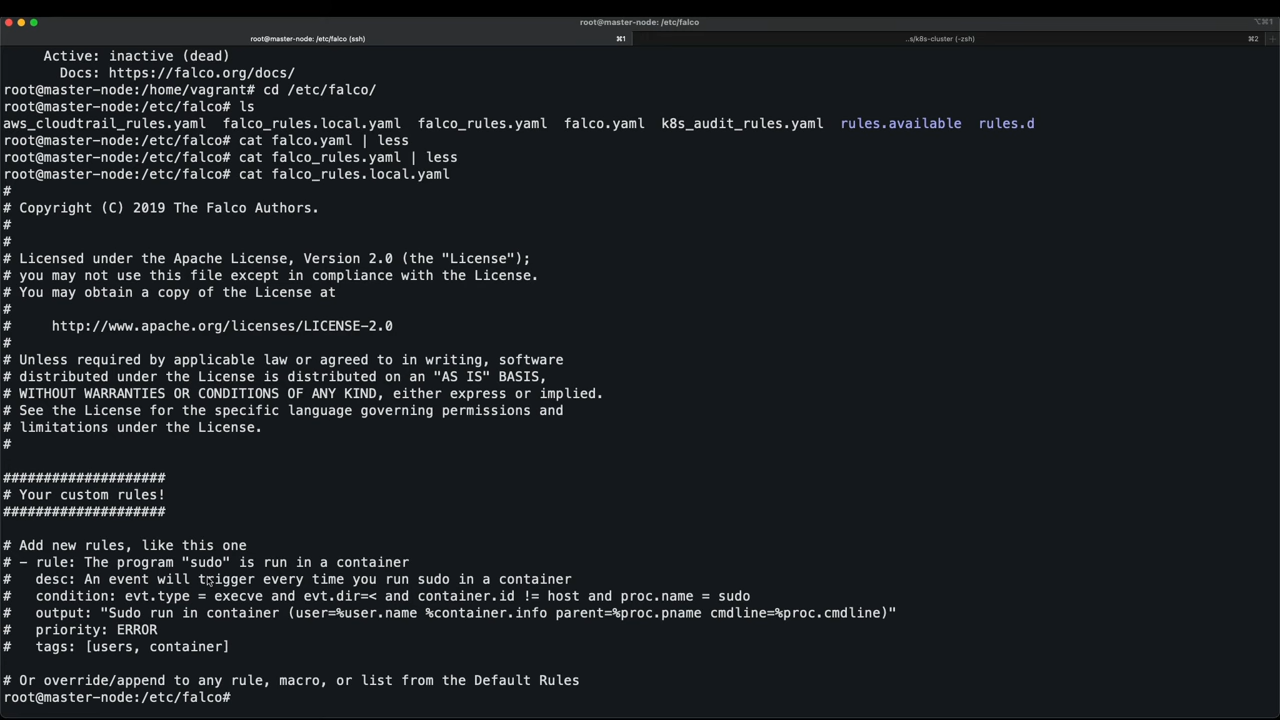 root@master-node: /etc/falco
⌥⌘1
root@master-node: /etc/falco (ssh)
⌘1
..s/k8s-cluster (-zsh)
⌘2
Active: inactive (dead)
Docs: https://falco.org/docs/
root@master-node:/home/vagrant# cd /etc/falco/
root@master-node:/etc/falco# ls
aws_cloudtrail_rules.yaml  falco_rules.local.yaml  falco_rules.yaml  falco.yaml  k8s_audit_rules.yaml  rules.available  rules.d
root@master-node:/etc/falco# cat falco.yaml | less
root@master-node:/etc/falco# cat falco_rules.yaml | less
root@master-node:/etc/falco# cat falco_rules.local.yaml
#
# Copyright (C) 2019 The Falco Authors.
#
#
# Licensed under the Apache License, Version 2.0 (the "License");
# you may not use this file except in compliance with the License.
# You may obtain a copy of the License at
#
#     http://www.apache.org/licenses/LICENSE-2.0
#
# Unless required by applicable law or agreed to in writing, software
# distributed under the License is distributed on an "AS IS" BASIS,
# WITHOUT WARRANTIES OR CONDITIONS OF ANY KIND, either express or implied.
# See the License for the specific language governing permissions and
# limitations under the License.
#
####################
# Your custom rules!
####################
# Add new rules, like this one
# - rule: The program "sudo" is run in a container
#   desc: An event will trigger every time you run sudo in a container
#   condition: evt.type = execve and evt.dir=< and container.id != host and proc.name = sudo
#   output: "Sudo run in container (user=%user.name %container.info parent=%proc.pname cmdline=%proc.cmdline)"
#   priority: ERROR
#   tags: [users, container]
# Or override/append to any rule, macro, or list from the Default Rules
root@master-node:/etc/falco#